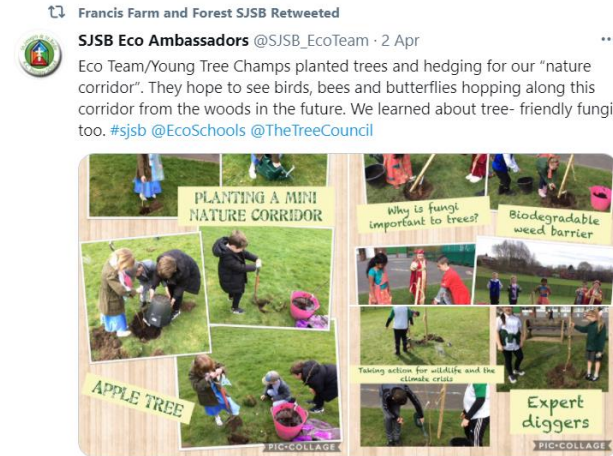 Francis Farm and Forest SJSB Retweeted
SJSB Eco Ambassadors @SJSB_EcoTeam · 2 Apr
Eco Team/Young Tree Champs planted trees and hedging for our “nature
corridor”. They hope to see birds, bees and butterflies hopping along this
corridor from the woods in the future. We learned about tree- friendly fungi
too. #sjsb @EcoSchools @TheTreeCouncil
PLANTING A MINI
NATURE CORRIDOR
APPLE TREE
PIC•COLLAGE
Why is fungi
important to trees?
Biodegradable
weed barrier
Taking action for wildlife and the
climate crisis
Expert
diggers
PIC•COLLAGE